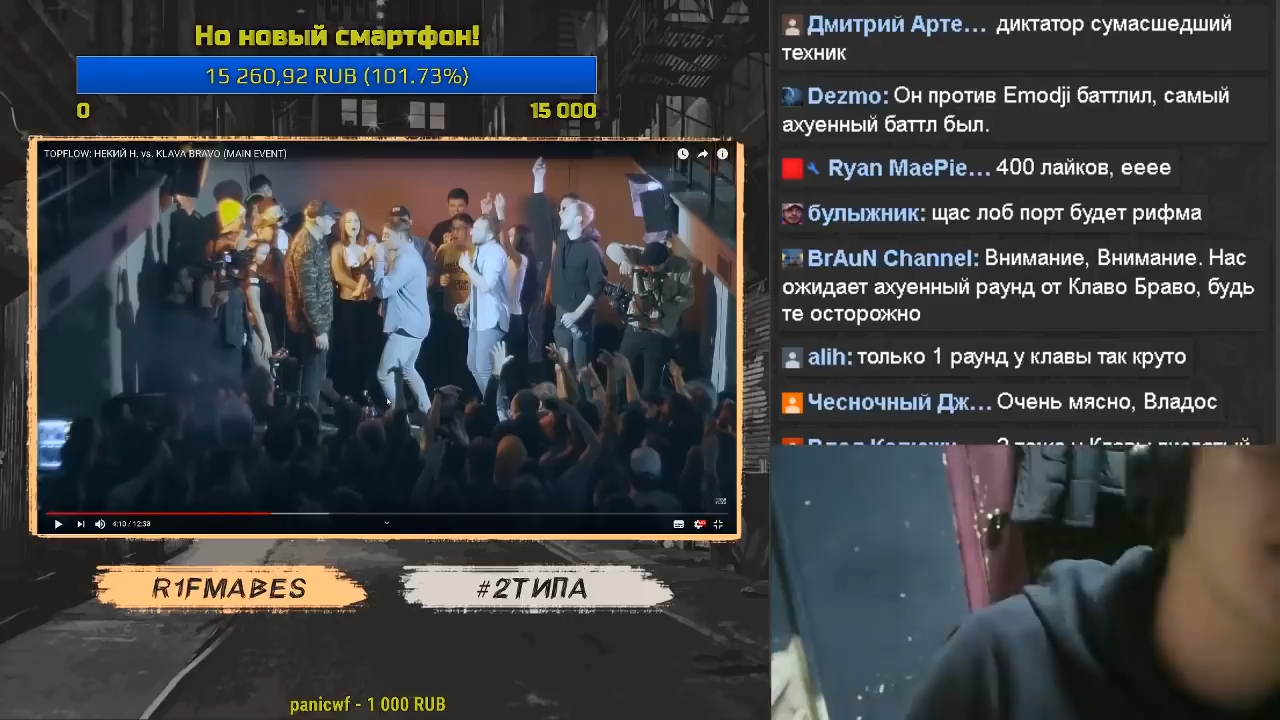 Но новый смартфон!
15 260,92 RUB (101.73%)
0
15 000
TOPFLOW: НЕКИЙ Н. vs. KLAVA BRAVO (MAIN EVENT)
4:10 / 12:38
R1FMABES
#2ТИПА
panicwf - 1 000 RUB
Дмитрий Арте… диктатор сумасшедший
техник
Dezmo: Он против Emodji баттлил, самый
ахуенный баттл был.
Ryan MaePie… 400 лайков, ееее
булыжник: щас лоб порт будет рифма
BrAuN Channel: Внимание, Внимание. Нас
ожидает ахуенный раунд от Клаво Браво, будь
те осторожно
alih: только 1 раунд у клавы так круто
Чесночный Дж… Очень мясно, Владос